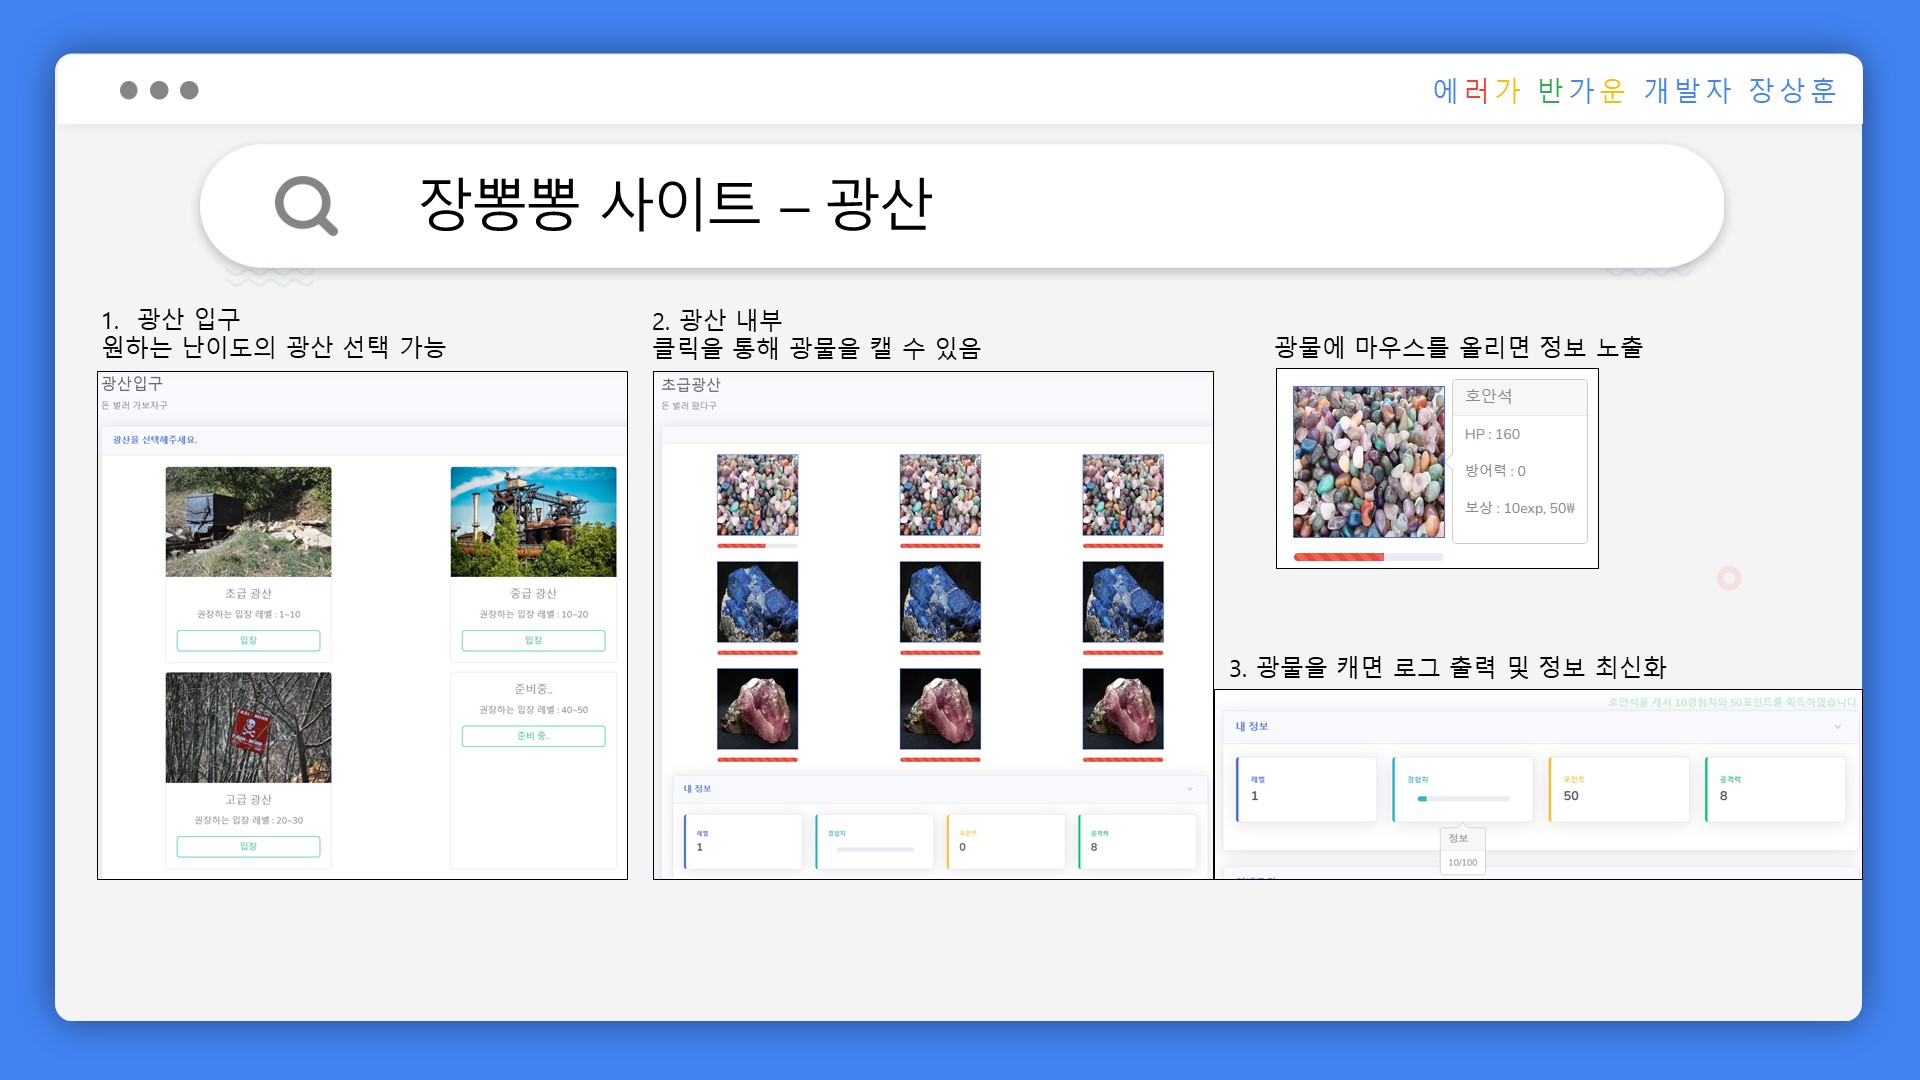 에러가 반가운 개발자 장상훈
장뽕뽕 사이트 – 광산
1. 광산 입구
원하는 난이도의 광산 선택 가능
광산입구
돈 벌러 가보자구
광산을 선택해주세요.
초급 광산
권장하는 입장 레벨 : 1~10
입장
중급 광산
권장하는 입장 레벨 : 10~20
입장
고급 광산
권장하는 입장 레벨 : 20~30
입장
준비중..
권장하는 입장 레벨 : 40~50
준비 중..
2. 광산 내부
클릭을 통해 광물을 캘 수 있음
초급광산
돈 벌러 왔다구
내 정보
레벨
1
경험치
포인트
0
공격력
8
광물에 마우스를 올리면 정보 노출
호안석
HP : 160
방어력 : 0
보상 : 10exp, 50₩
3. 광물을 캐면 로그 출력 및 정보 최신화
호안석을 캐서 10경험치와 50포인트를 획득하였습니다.
내 정보
레벨
1
경험치
포인트
50
공격력
8
정보
10/100